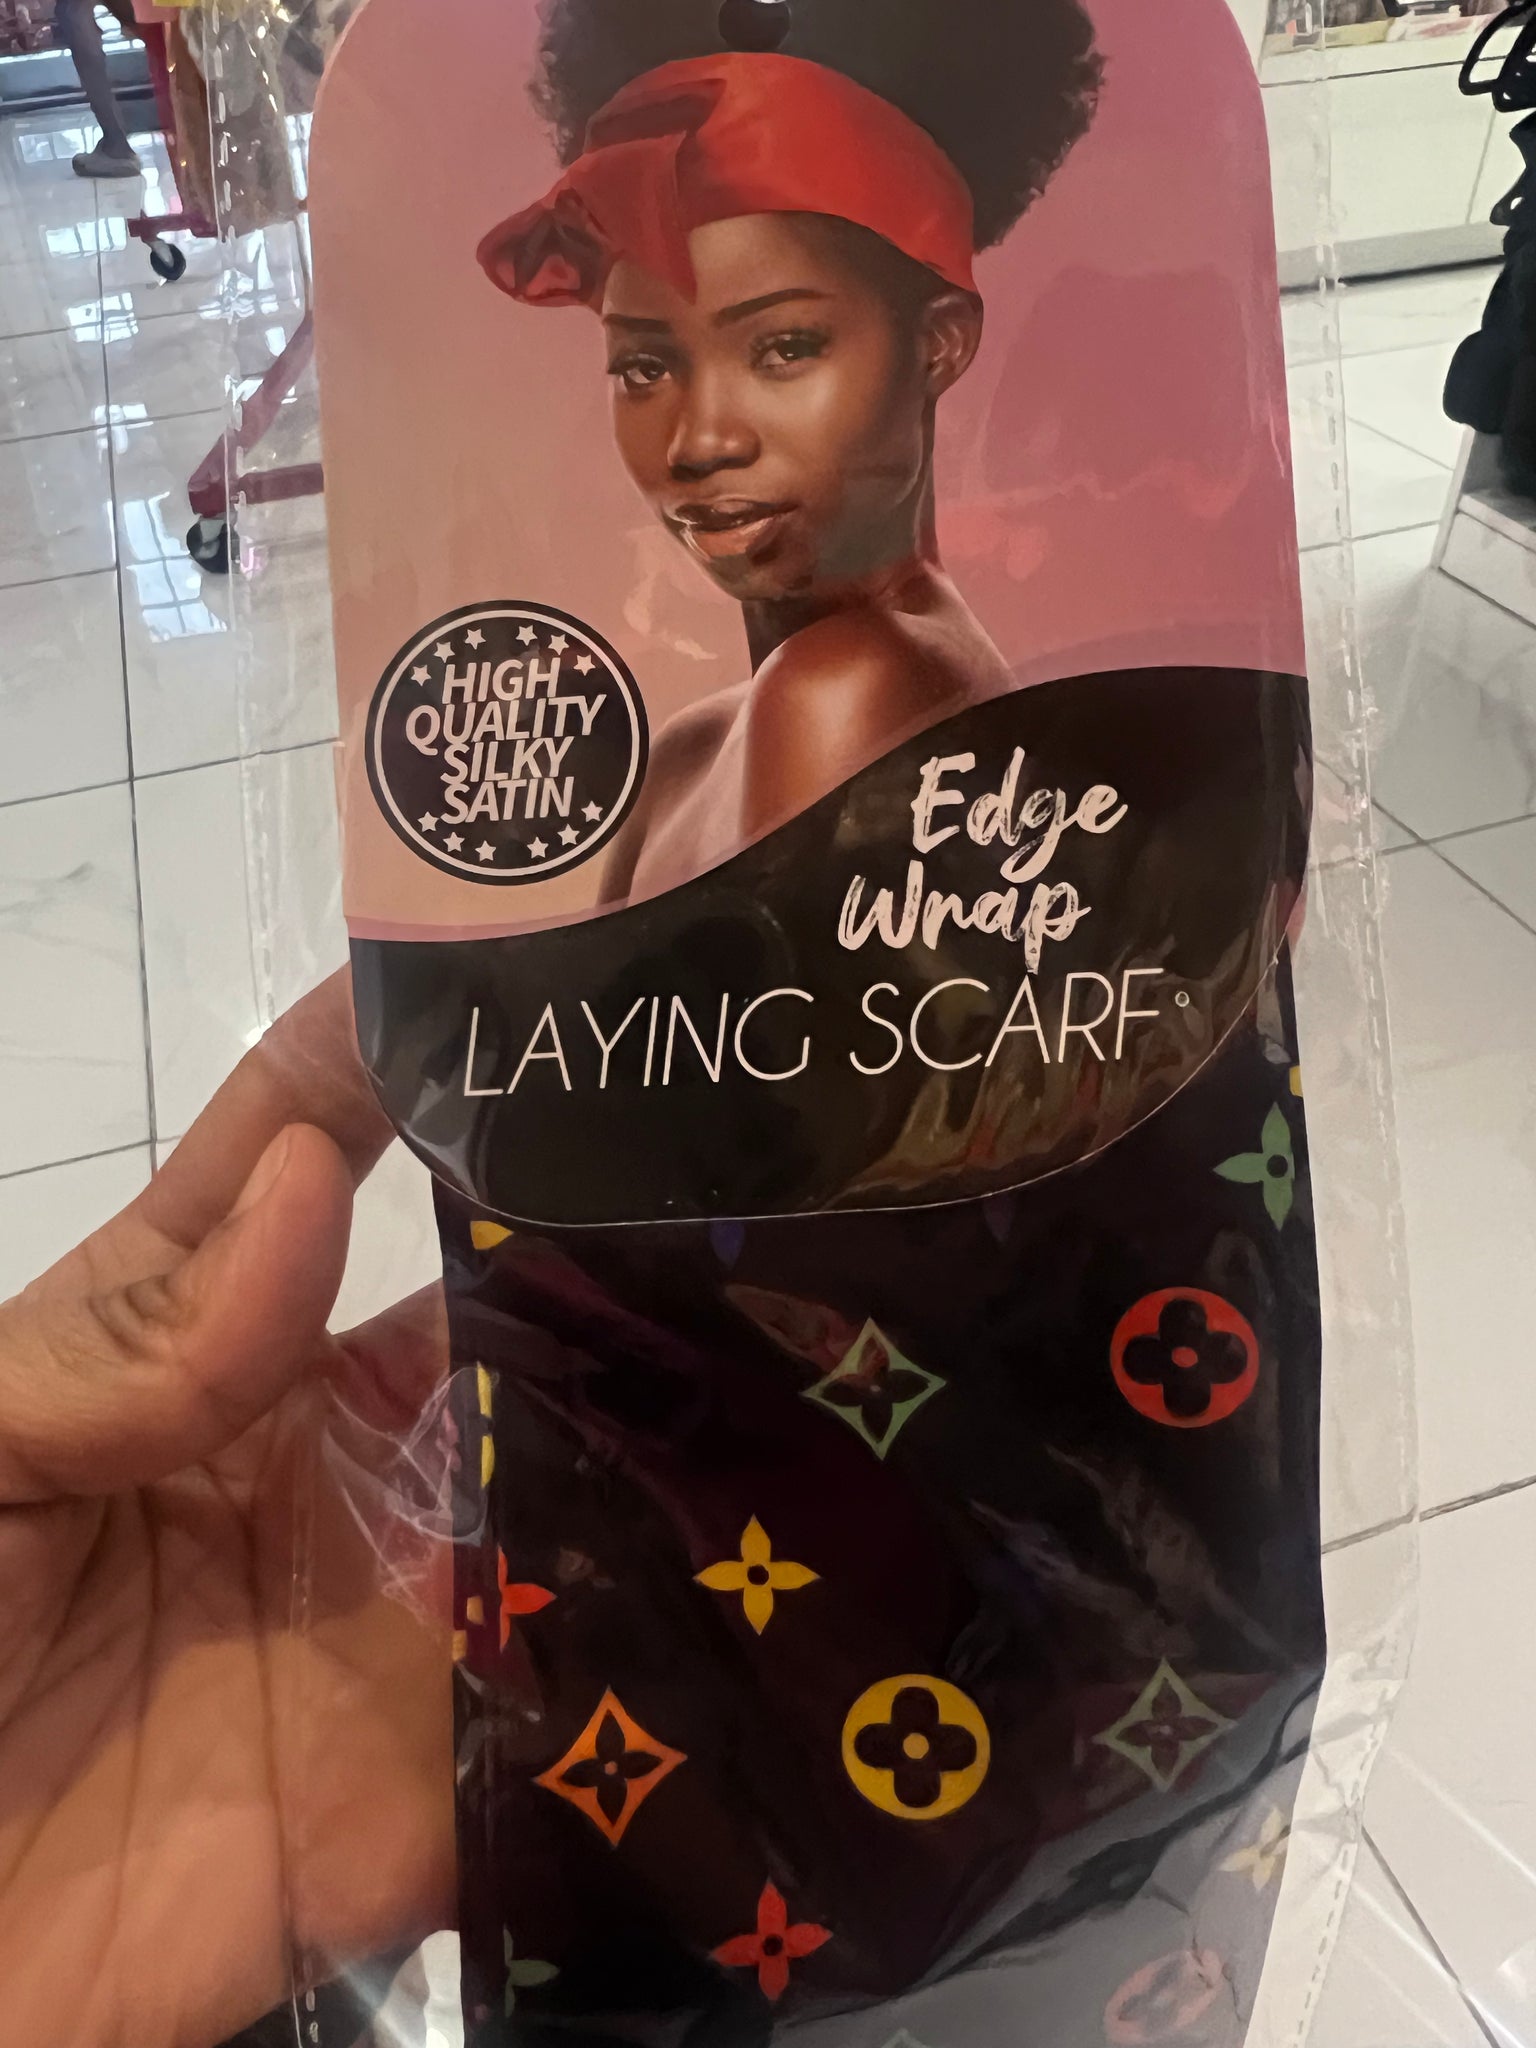 HIGH
QUALITY
SILKY
SATIN
Edge
Wrap
LAYING SCARF